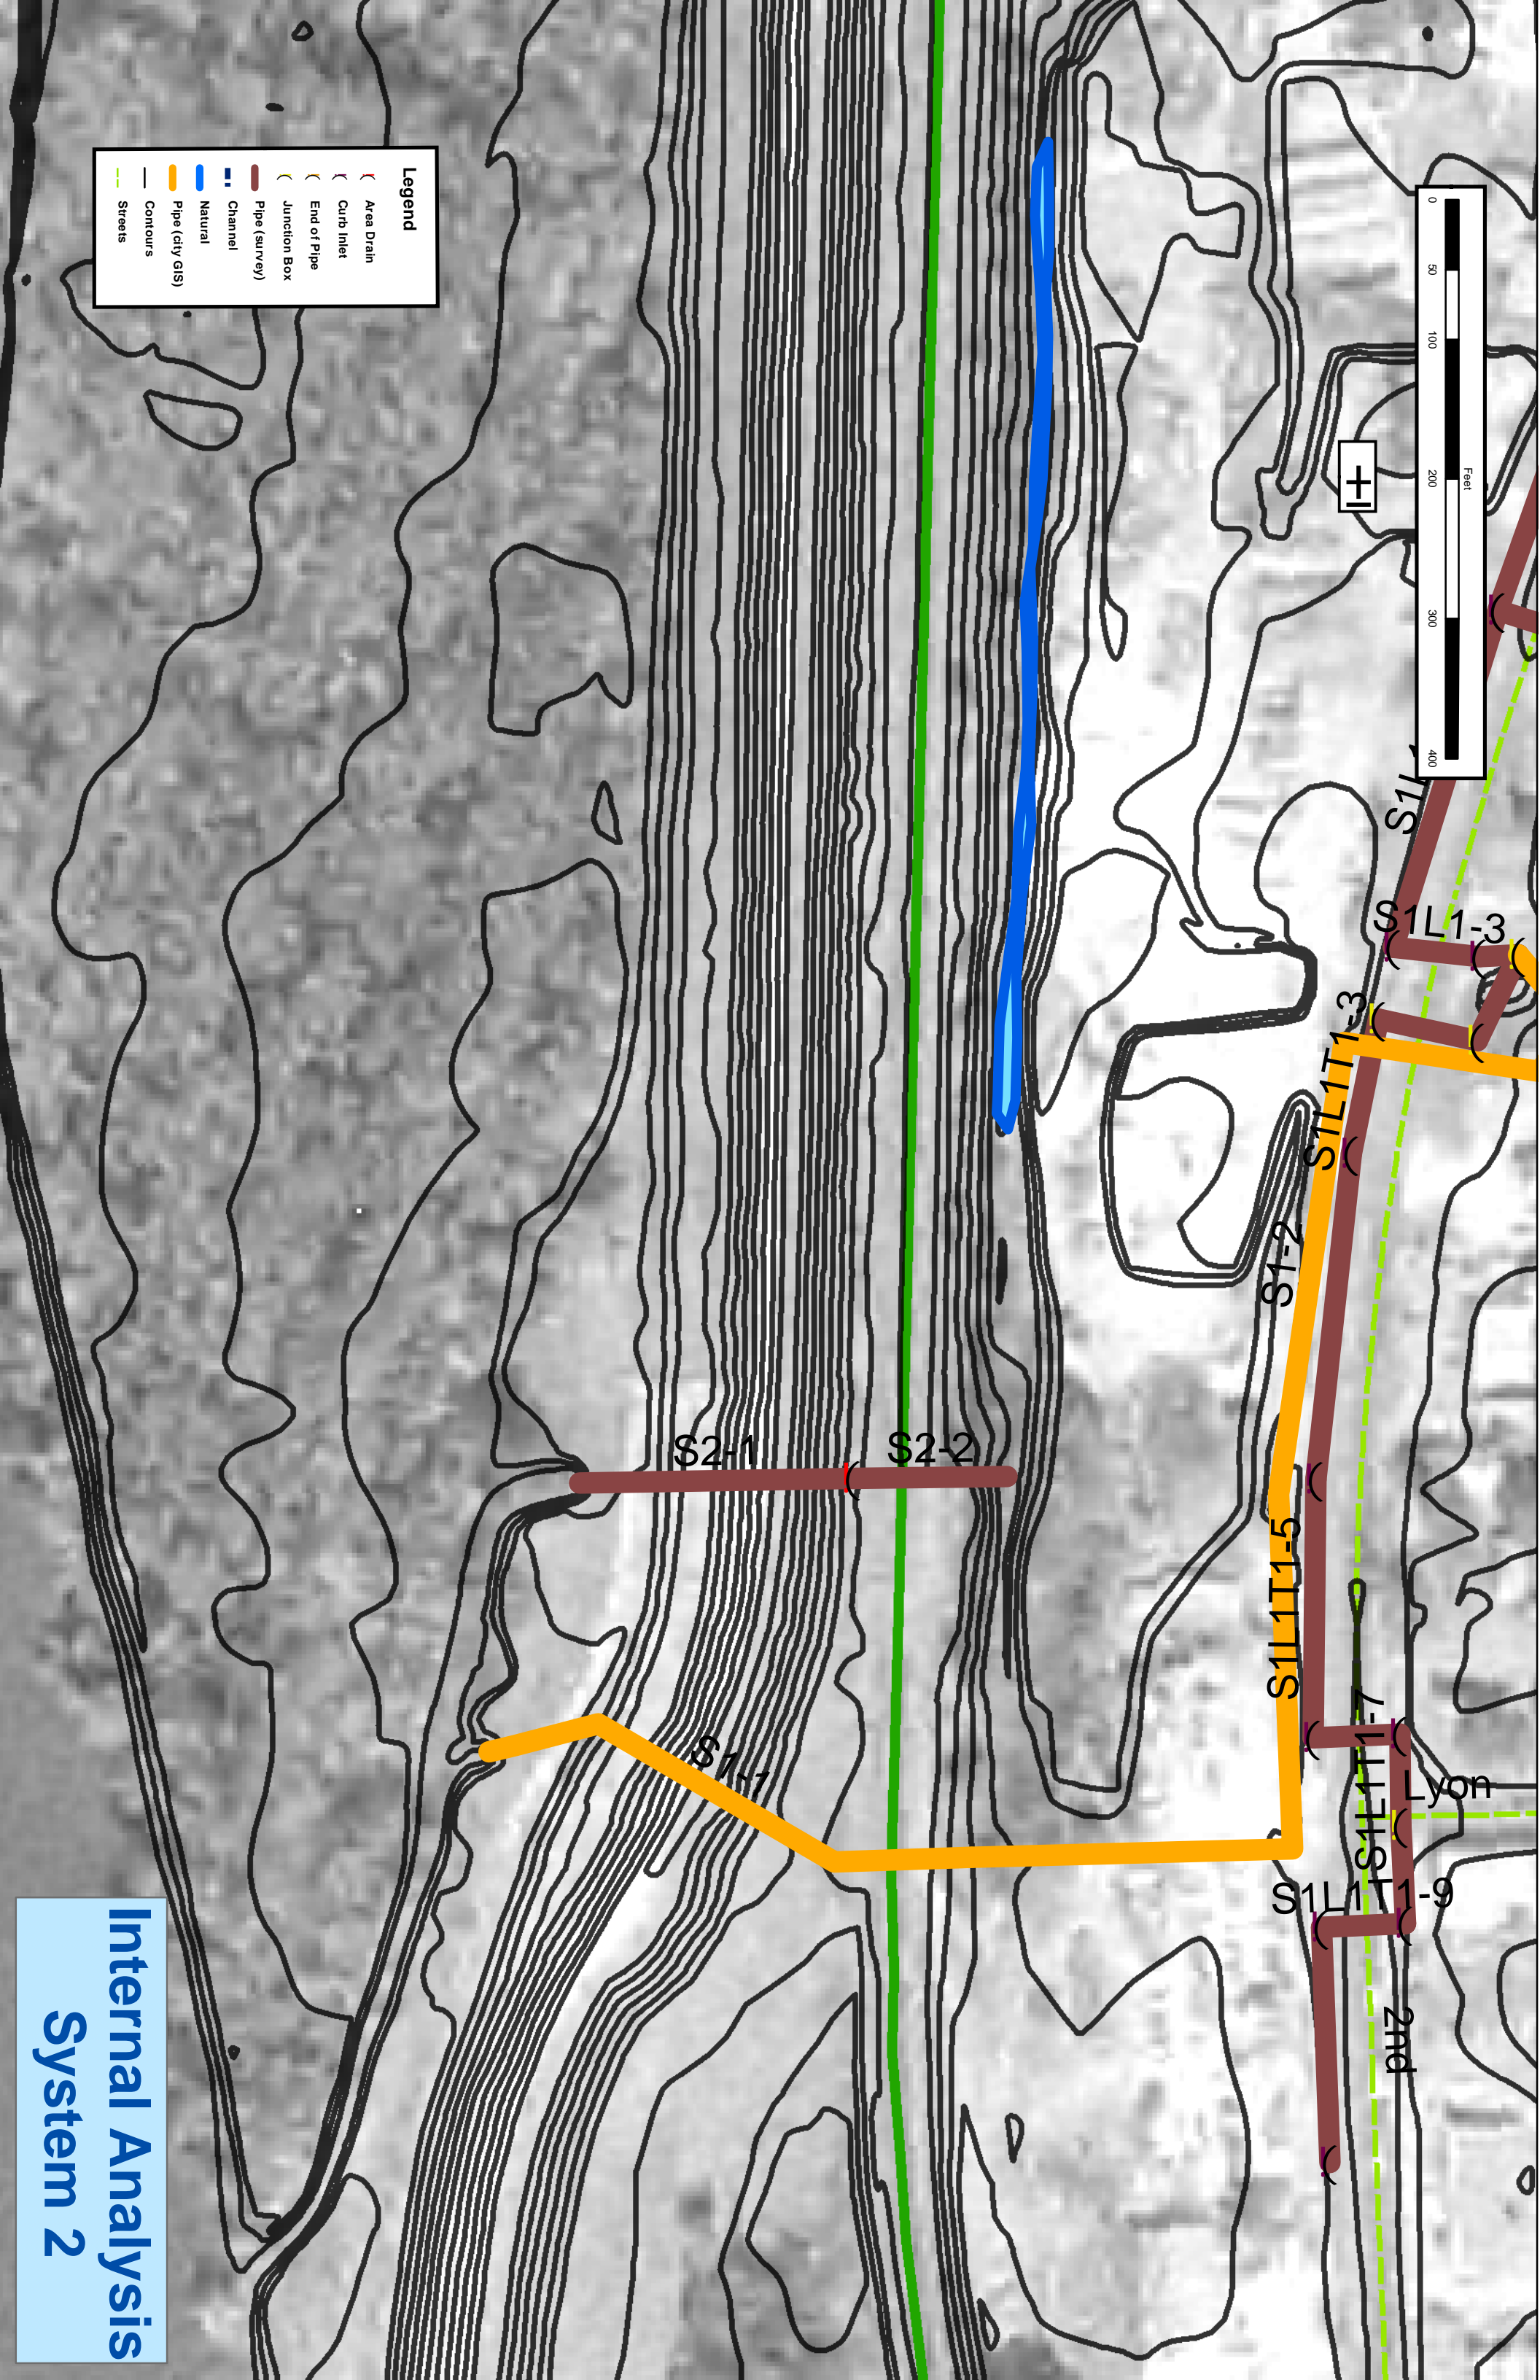 Legend
Area Drain
Curb Inlet
End of Pipe
Junction Box
Pipe (survey)
Channel
Natural
Pipe (city GIS)
Contours
Streets
0 50 100 200 300 400
Feet
S1L1-3
S1L1T1-3
S1-2
S2-1
S2-2
S1L1T1-5
S1-1
S1L1T1-7
Lyon
S1L1T1-9
2nd
Internal Analysis
System 2